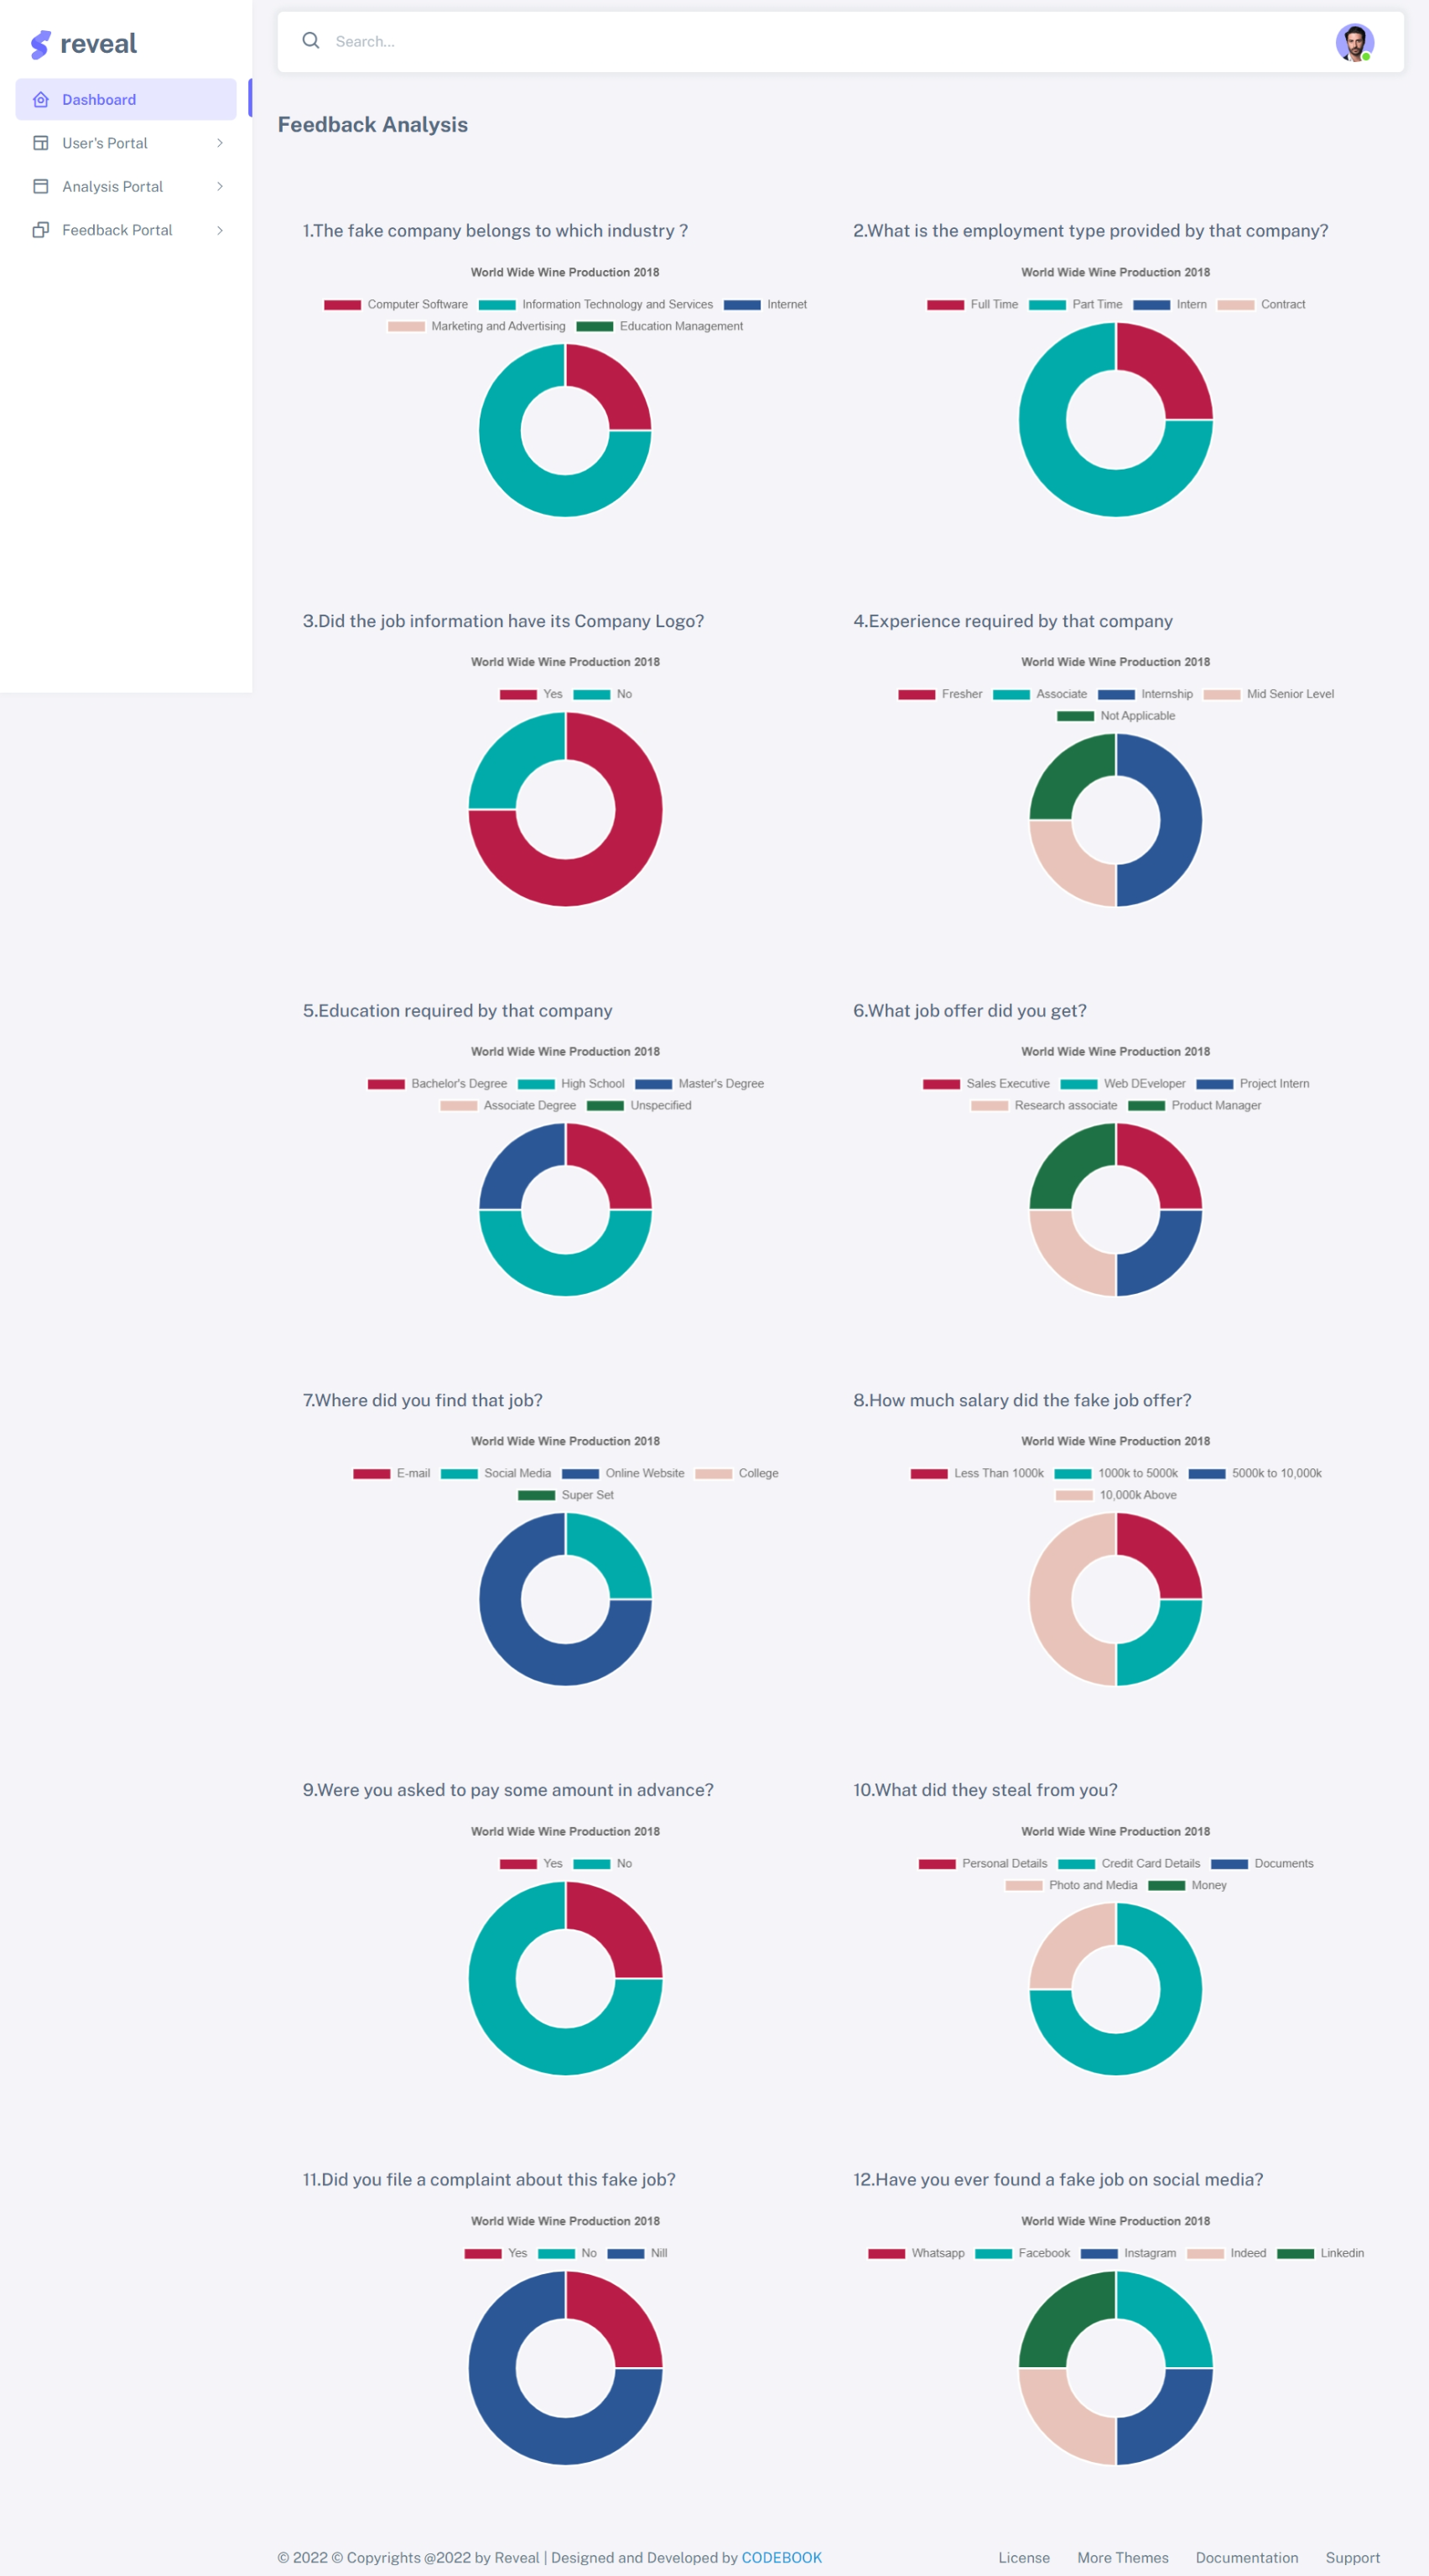 reveal
Search...
Dashboard
User's Portal
Analysis Portal
Feedback Portal
Feedback Analysis
1.The fake company belongs to which industry ?
World Wide Wine Production 2018
Computer Software Information Technology and Services Internet
Marketing and Advertising Education Management
2.What is the employment type provided by that company?
World Wide Wine Production 2018
Full Time Part Time Intern Contract
3.Did the job information have its Company Logo?
World Wide Wine Production 2018
Yes No
4.Experience required by that company
World Wide Wine Production 2018
Fresher Associate Internship Mid Senior Level
Not Applicable
5.Education required by that company
World Wide Wine Production 2018
Bachelor's Degree High School Master's Degree
Associate Degree Unspecified
6.What job offer did you get?
World Wide Wine Production 2018
Sales Executive Web DEveloper Project Intern
Research associate Product Manager
7.Where did you find that job?
World Wide Wine Production 2018
E-mail Social Media Online Website College
Super Set
8.How much salary did the fake job offer?
World Wide Wine Production 2018
Less Than 1000k 1000k to 5000k 5000k to 10,000k
10,000k Above
9.Were you asked to pay some amount in advance?
World Wide Wine Production 2018
Yes No
10.What did they steal from you?
World Wide Wine Production 2018
Personal Details Credit Card Details Documents
Photo and Media Money
11.Did you file a complaint about this fake job?
World Wide Wine Production 2018
Yes No Nill
12.Have you ever found a fake job on social media?
World Wide Wine Production 2018
Whatsapp Facebook Instagram Indeed Linkedin
© 2022 © Copyrights @2022 by Reveal | Designed and Developed by CODEBOOK
License More Themes Documentation Support